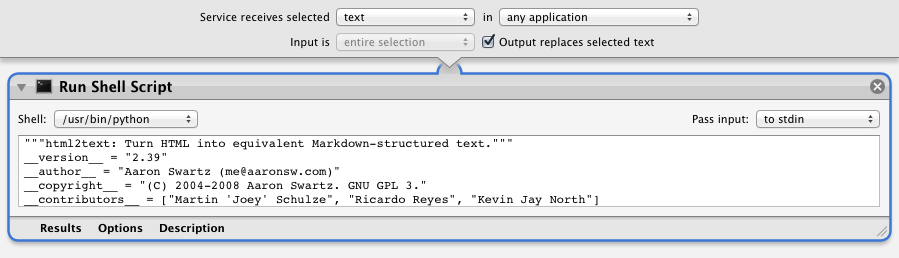 Service receives selected text in any application
Input is entire selection Output replaces selected text
Run Shell Script
Shell: /usr/bin/python Pass input: to stdin
"""html2text: Turn HTML into equivalent Markdown-structured text."""
__version__ = "2.39"
__author__ = "Aaron Swartz (me@aaronsw.com)"
__copyright__ = "(C) 2004-2008 Aaron Swartz. GNU GPL 3."
__contributors__ = ["Martin 'Joey' Schulze", "Ricardo Reyes", "Kevin Jay North"]
Results Options Description